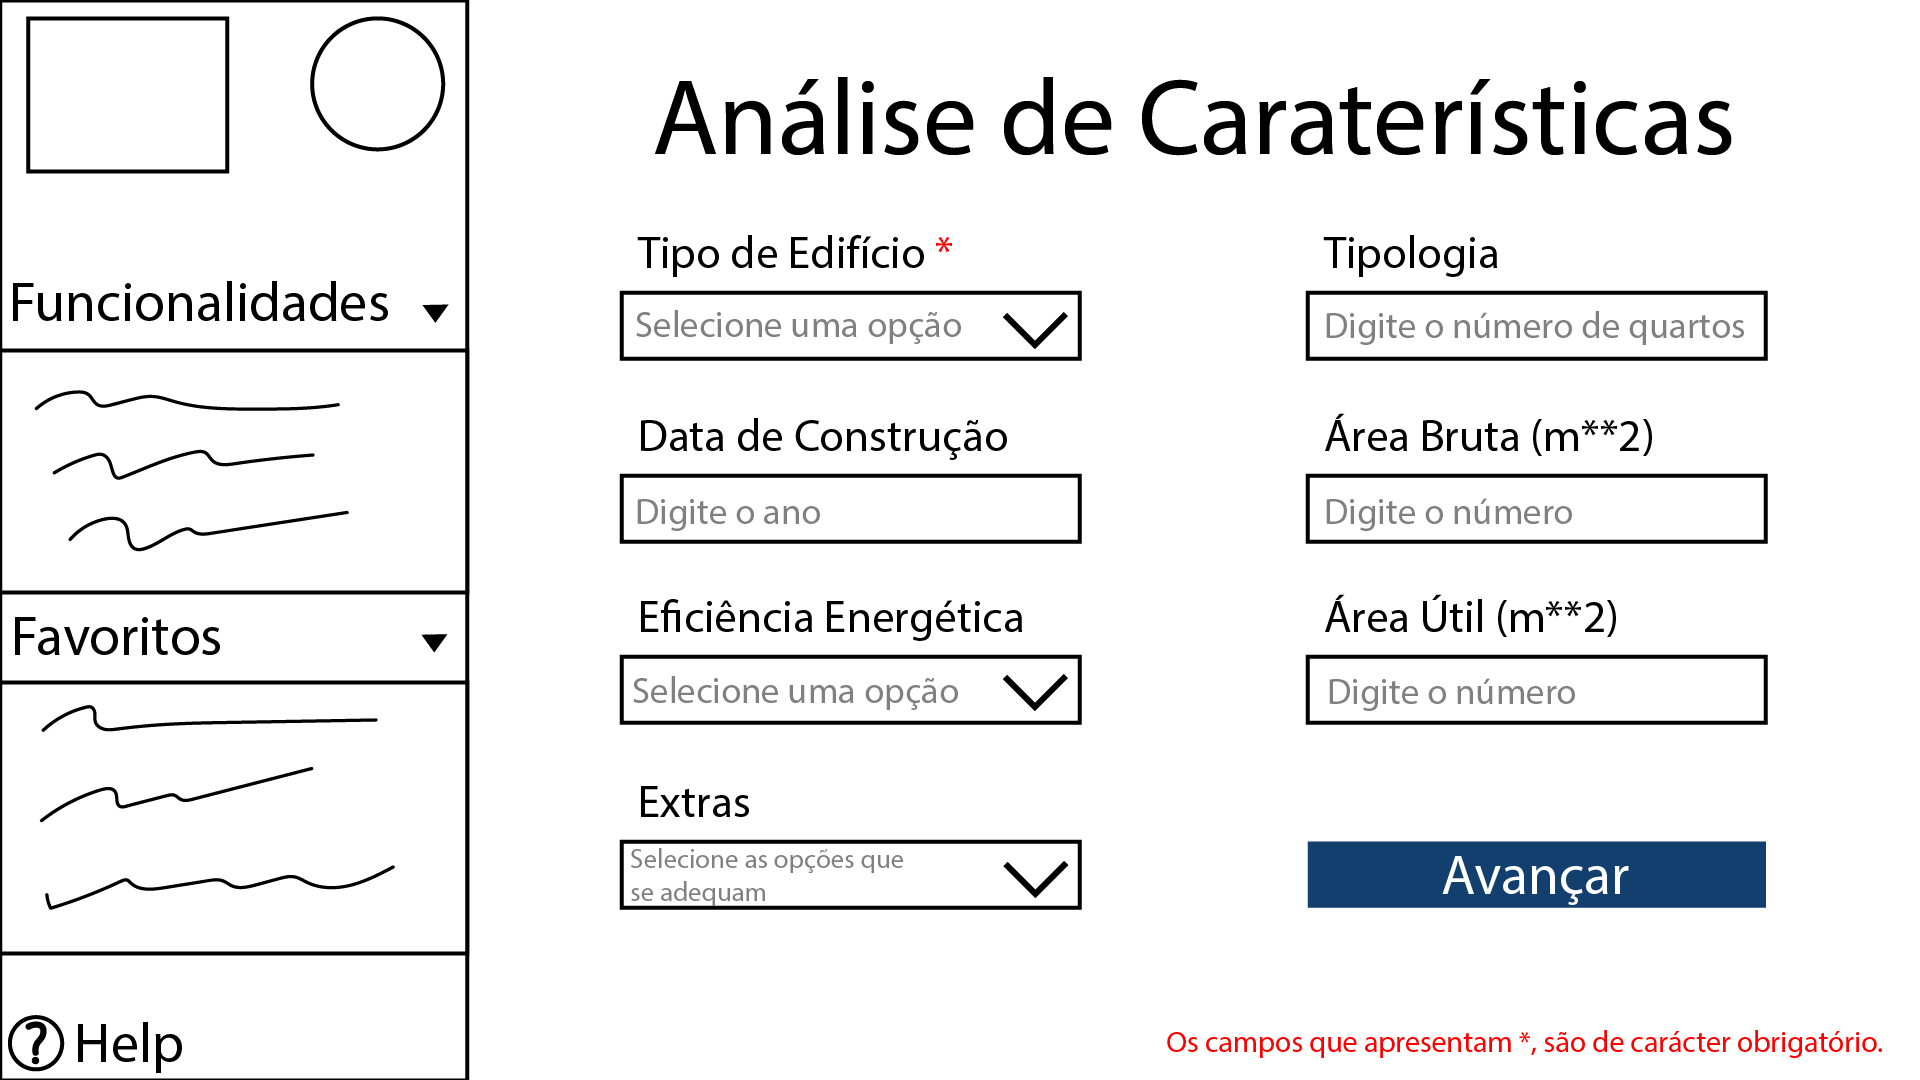 Funcionalidades
Favoritos
? Help
Análise de Caraterísticas
Tipo de Edifício *
Selecione uma opção
Tipologia
Digite o número de quartos
Data de Construção
Digite o ano
Área Bruta (m**2)
Digite o número
Eficiência Energética
Selecione uma opção
Área Útil (m**2)
Digite o número
Extras
Selecione as opções que
se adequam
Avançar
Os campos que apresentam *, são de carácter obrigatório.